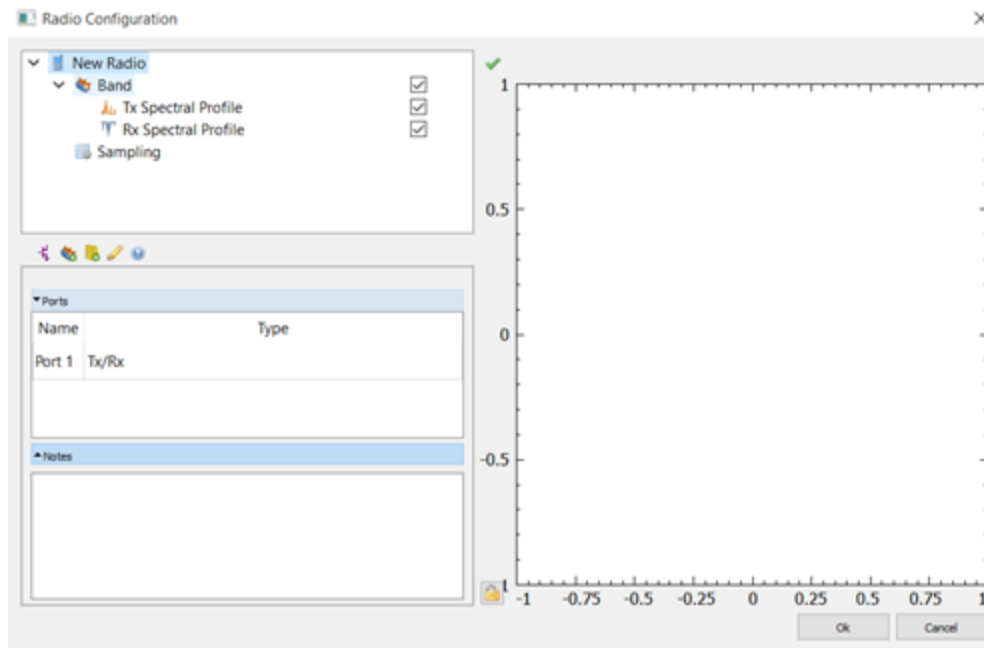 Radio Configuration
New Radio
Band
Tx Spectral Profile
Rx Spectral Profile
Sampling
Ports
Name Type
Port 1 Tx/Rx
Notes
1
0.5
0
-0.5
-1 -0.75 -0.5 -0.25 0 0.25 0.5 0.75 1
Ok Cancel